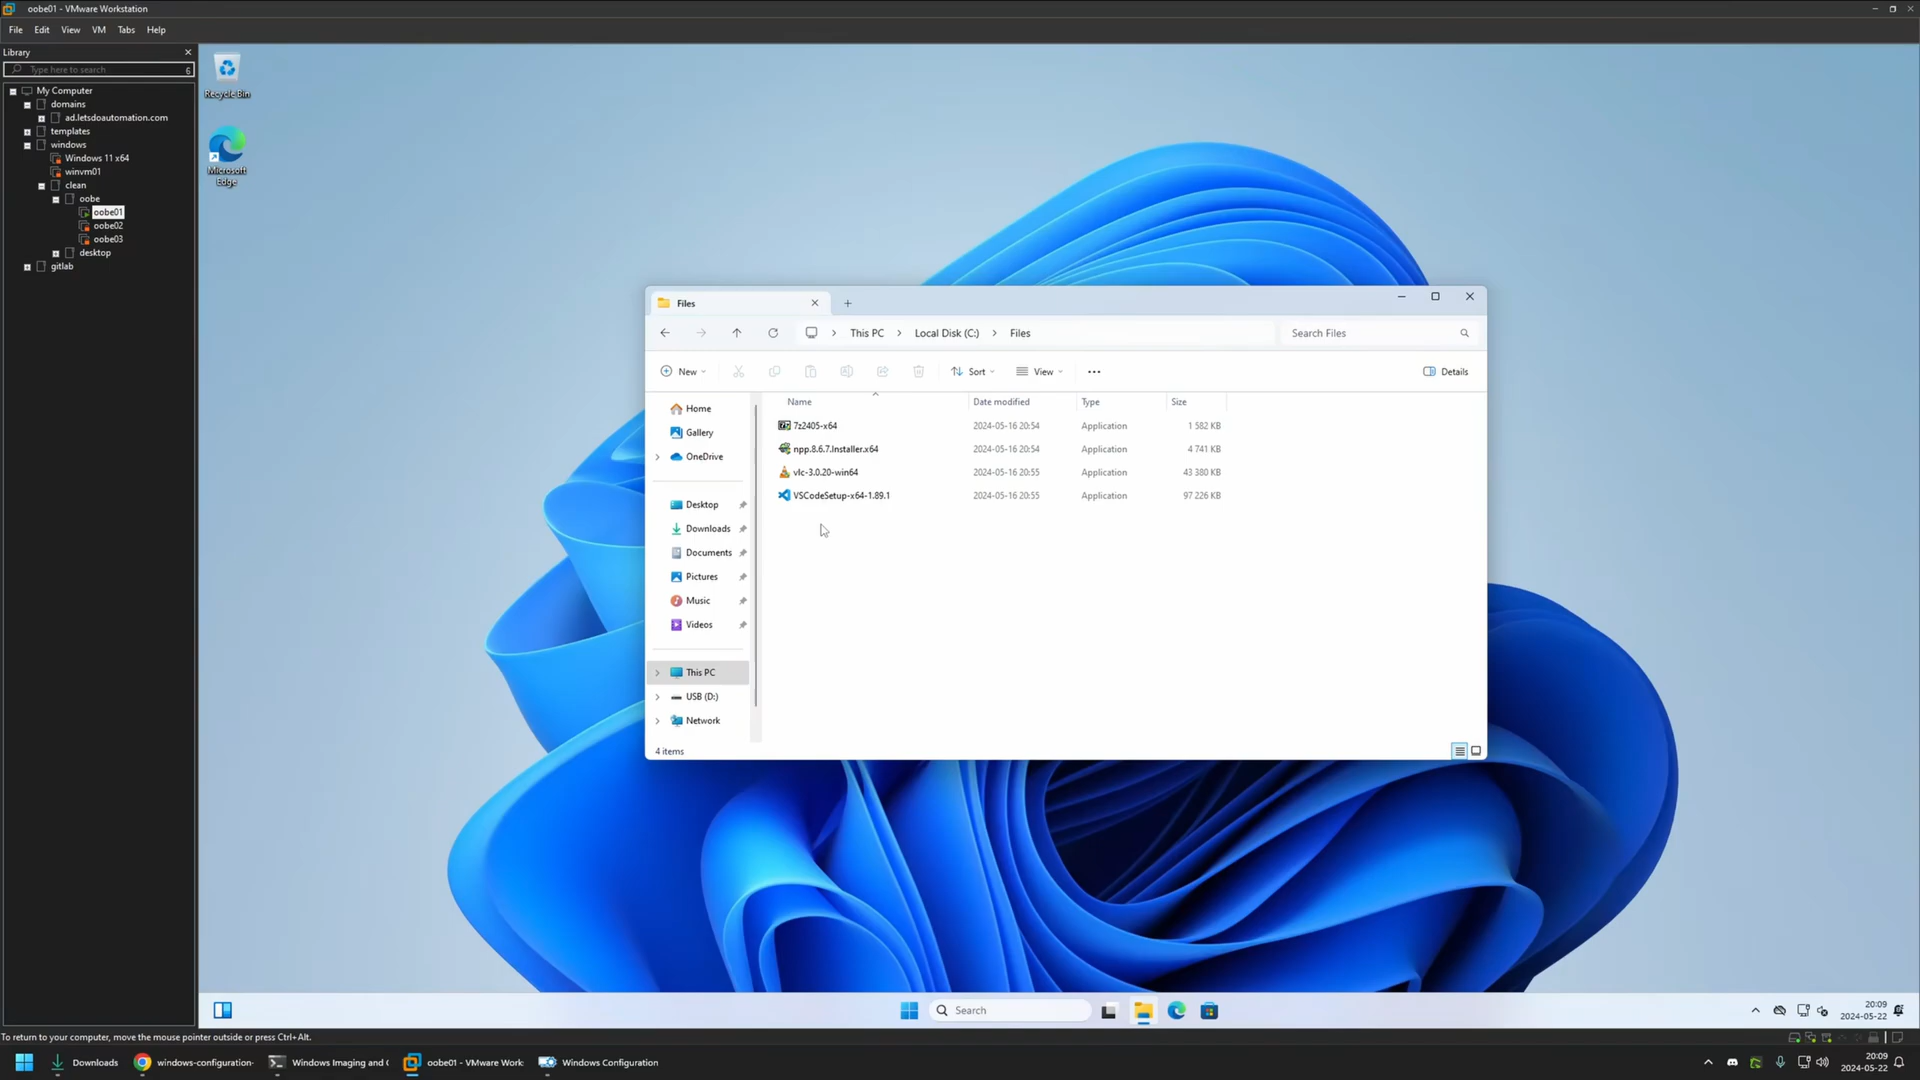 oobe01 - VMware Workstation
File Edit View VM Tabs Help
Library
Type here to search
6
My Computer
domains
ad.letsdoautomation.com
templates
windows
Windows 11 x64
winvm01
clean
oobe
oobe01
oobe02
oobe03
desktop
gitlab
Recycle Bin
Microsoft
Edge
Files
This PC
Local Disk (C:)
Files
Search Files
New
Sort
View
Details
Name Date modified Type Size
7z2405-x64 2024-05-16 20:54 Application 1 582 KB
npp.8.6.7.Installer.x64 2024-05-16 20:54 Application 4 741 KB
vlc-3.0.20-win64 2024-05-16 20:55 Application 43 380 KB
VSCodeSetup-x64-1.89.1 2024-05-16 20:55 Application 97 226 KB
Home
Gallery
OneDrive
Desktop
Downloads
Documents
Pictures
Music
Videos
This PC
USB (D:)
Network
4 items
Search
20:09
2024-05-22
To return to your computer, move the mouse pointer outside or press Ctrl+Alt.
Downloads
windows-configuration-
Windows Imaging and C
oobe01 - VMware Work
Windows Configuration
20:09
2024-05-22